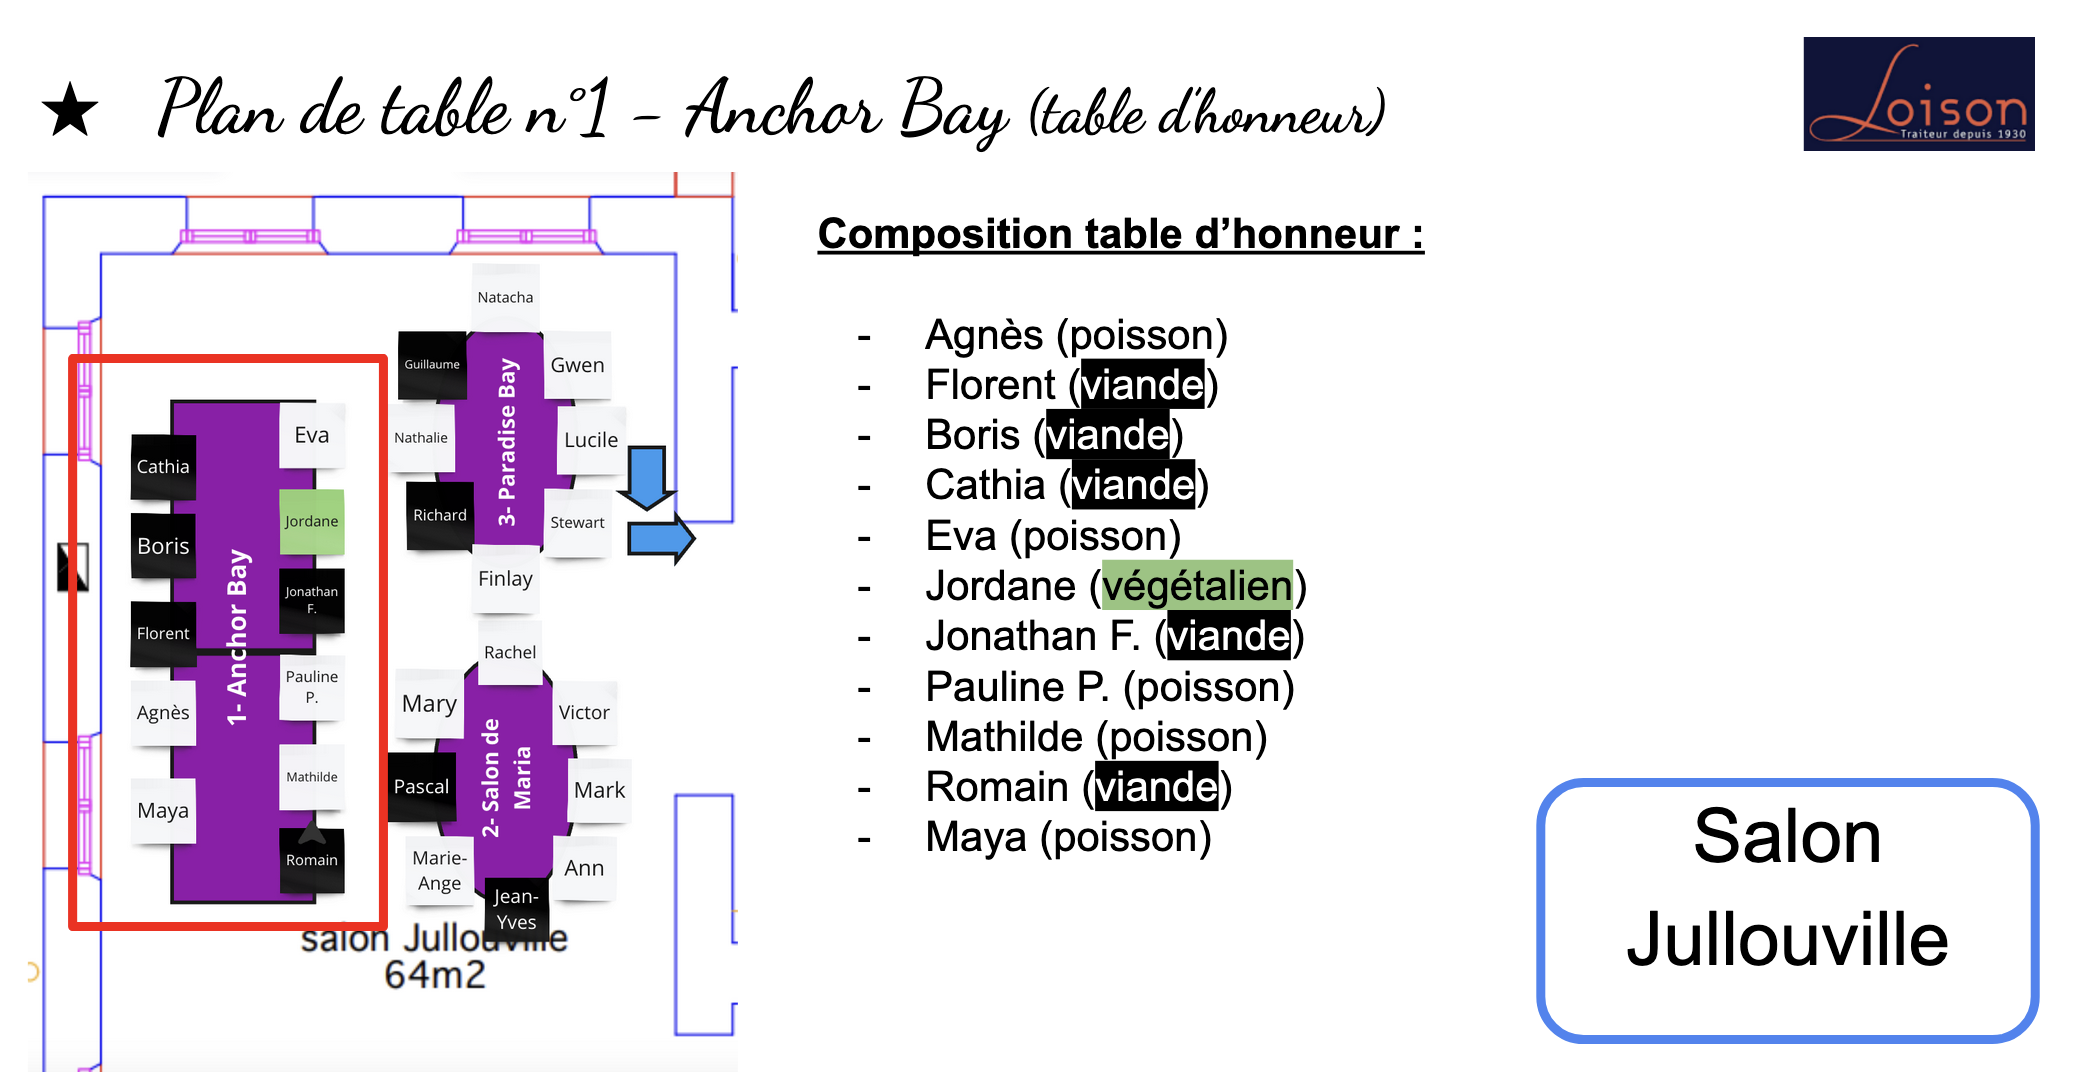 ★ Plan de table n°1 - Anchor Bay (table d'honneur)
Loison
Traiteur depuis 1930
Composition table d’honneur :
- Agnès (poisson)
- Florent (viande)
- Boris (viande)
- Cathia (viande)
- Eva (poisson)
- Jordane (végétalien)
- Jonathan F. (viande)
- Pauline P. (poisson)
- Mathilde (poisson)
- Romain (viande)
- Maya (poisson)
Salon
Jullouville
1- Anchor Bay
Cathia
Boris
Florent
Agnès
Maya
Eva
Jordane
Jonathan
F.
Pauline
P.
Mathilde
Romain
3- Paradise Bay
Natacha
Guillaume
Gwen
Nathalie
Lucile
Richard
Stewart
Finlay
2- Salon de
Maria
Rachel
Mary
Victor
Pascal
Mark
Marie-
Ange
Ann
Jean-
Yves
salon Jullouville
64m2